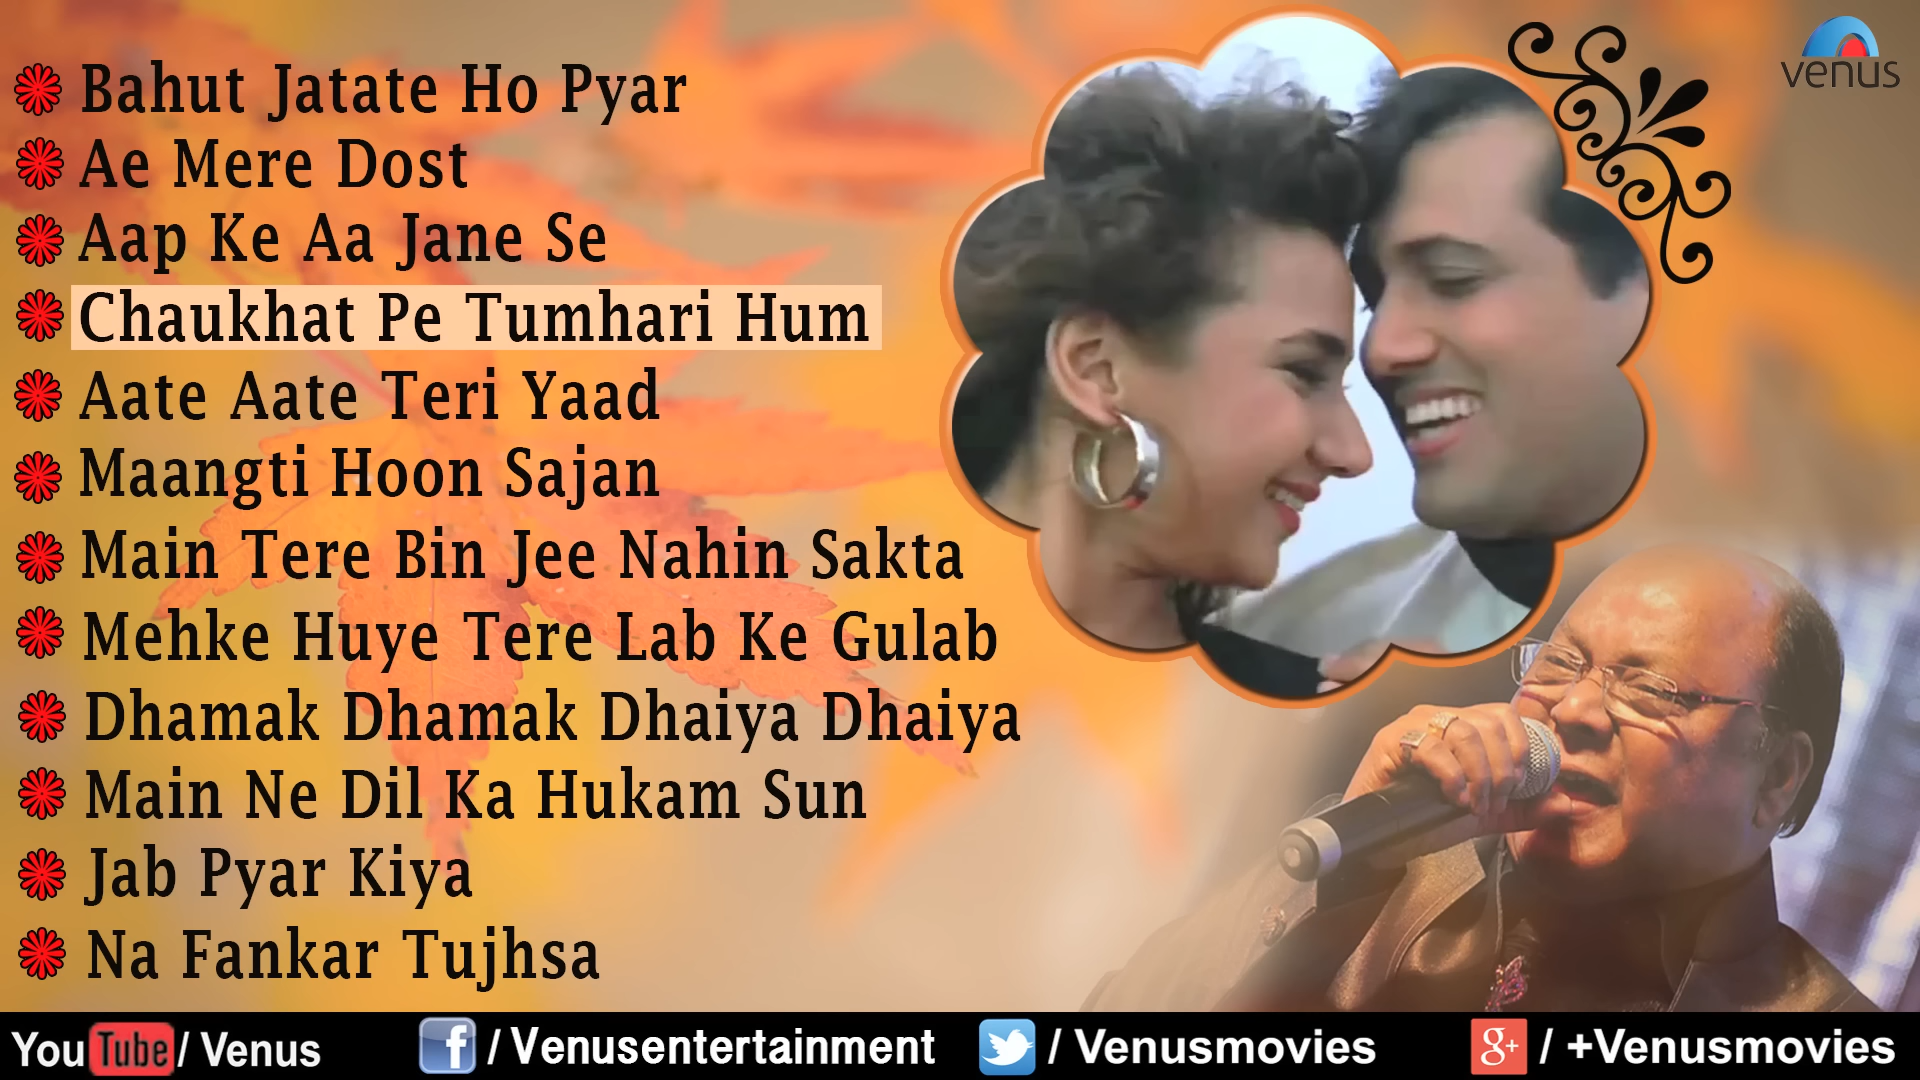 venus
Bahut Jatate Ho Pyar
Ae Mere Dost
Aap Ke Aa Jane Se
Chaukhat Pe Tumhari Hum
Aate Aate Teri Yaad
Maangti Hoon Sajan
Main Tere Bin Jee Nahin Sakta
Mehke Huye Tere Lab Ke Gulab
Dhamak Dhamak Dhaiya Dhaiya
Main Ne Dil Ka Hukam Sun
Jab Pyar Kiya
Na Fankar Tujhsa
You Tube / Venus f / Venusentertainment / Venusmovies g+ / +Venusmovies